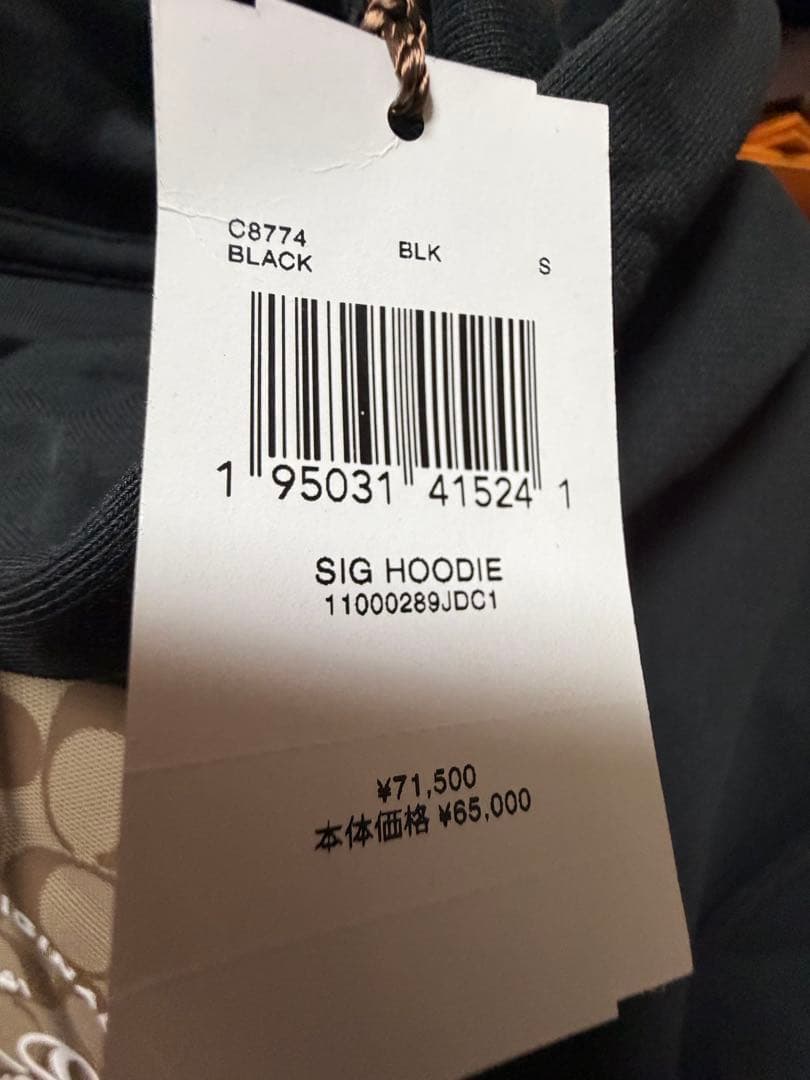 C8774
BLACK BLK S
1 95031 41524 1
SIG HOODIE
11000289JDC1
¥71,500
本体価格 ¥65,000